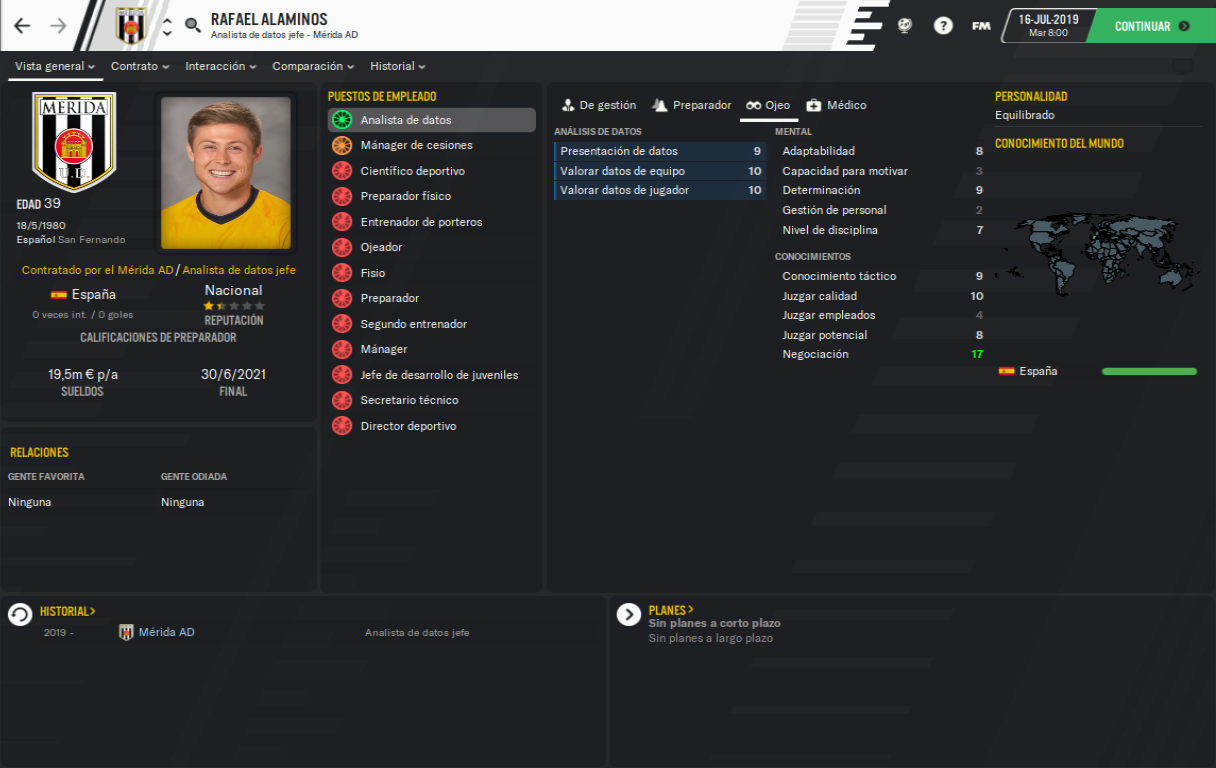 RAFAEL ALAMINOS
Analista de datos jefe - Mérida AD
? FM
16-JUL-2019
Mar 8:00
CONTINUAR
Vista general Contrato Interacción Comparación Historial
MERIDA
U.D.
EDAD 39
18/5/1980
Español San Fernando
Contratado por el Mérida AD / Analista de datos jefe
España
0 veces int. / 0 goles
Nacional
REPUTACIÓN
CALIFICACIONES DE PREPARADOR
19,5m € p/a
SUELDOS
30/6/2021
FINAL
RELACIONES
GENTE FAVORITA GENTE ODIADA
Ninguna Ninguna
PUESTOS DE EMPLEADO
Analista de datos
Mánager de cesiones
Científico deportivo
Preparador físico
Entrenador de porteros
Ojeador
Fisio
Preparador
Segundo entrenador
Mánager
Jefe de desarrollo de juveniles
Secretario técnico
Director deportivo
De gestión Preparador Ojeo Médico
ANÁLISIS DE DATOS
Presentación de datos 9
Valorar datos de equipo 10
Valorar datos de jugador 10
MENTAL
Adaptabilidad 8
Capacidad para motivar 3
Determinación 9
Gestión de personal 2
Nivel de disciplina 7
CONOCIMIENTOS
Conocimiento táctico 9
Juzgar calidad 10
Juzgar empleados 4
Juzgar potencial 8
Negociación 17
PERSONALIDAD
Equilibrado
CONOCIMIENTO DEL MUNDO
España
HISTORIAL >
2019 - Mérida AD Analista de datos jefe
PLANES >
Sin planes a corto plazo
Sin planes a largo plazo